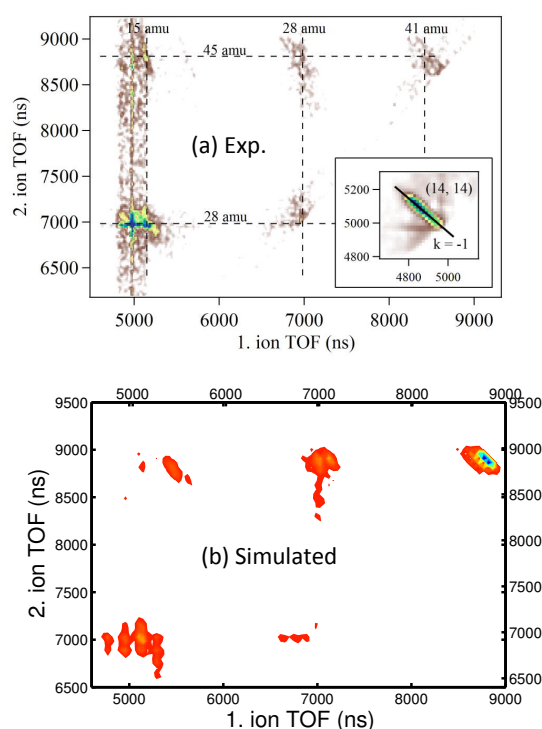 15 amu 28 amu 41 amu
9000
45 amu
8500
8000
(a) Exp.
7500
7000
28 amu
6500
2. ion TOF (ns)
5200
(14, 14)
5000
k = -1
4800
4800 5000
5000 6000 7000 8000 9000
1. ion TOF (ns)
5000 6000 7000 8000 9000
9500 9500
9000 9000
8500 8500
8000 8000
(b) Simulated
7500 7500
7000 7000
6500 6500
2. ion TOF (ns)
5000 6000 7000 8000 9000
1. ion TOF (ns)